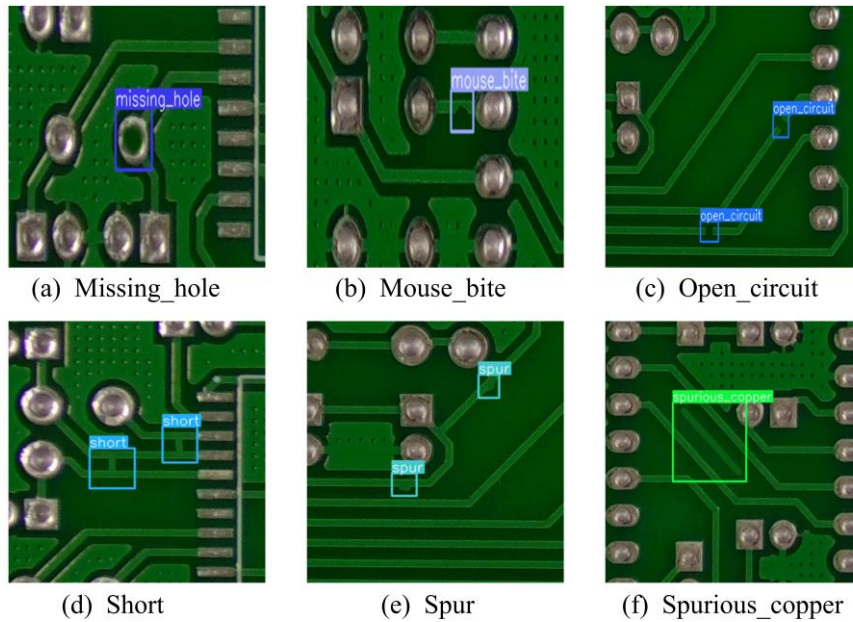 missing_hole
mouse_bite
open_circuit
open_circuit
(a) Missing_hole
(b) Mouse_bite
(c) Open_circuit
short
short
spur
spur
spurious_copper
(d) Short
(e) Spur
(f) Spurious_copper